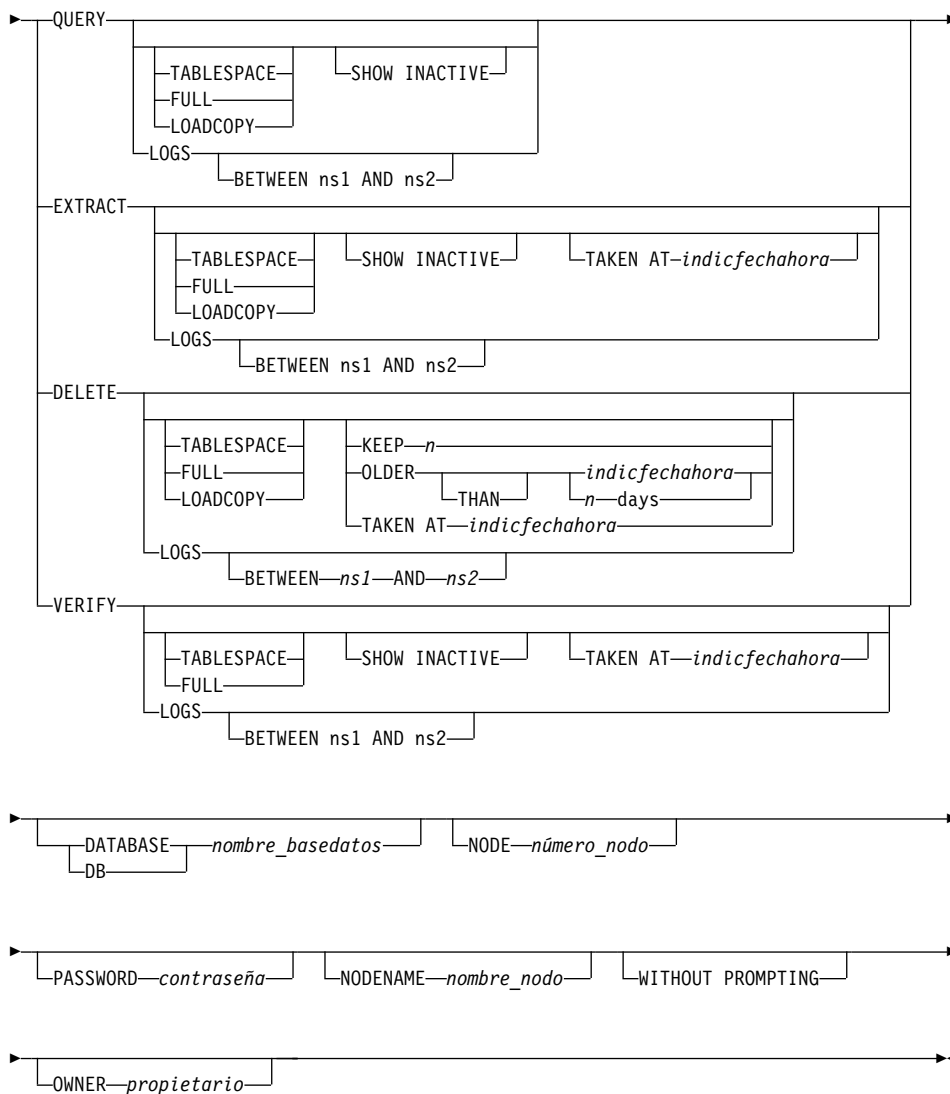 QUERY
TABLESPACE SHOW INACTIVE
FULL
LOADCOPY
LOGS
BETWEEN ns1 AND ns2
EXTRACT
TABLESPACE SHOW INACTIVE TAKEN AT indicfechahora
FULL
LOADCOPY
LOGS
BETWEEN ns1 AND ns2
DELETE
TABLESPACE KEEP n
FULL OLDER indicfechahora
LOADCOPY THAN n days
TAKEN AT indicfechahora
LOGS
BETWEEN ns1 AND ns2
VERIFY
TABLESPACE SHOW INACTIVE TAKEN AT indicfechahora
FULL
LOGS
BETWEEN ns1 AND ns2
DATABASE nombre_basedatos NODE número_nodo
DB
PASSWORD contraseña NODENAME nombre_nodo WITHOUT PROMPTING
OWNER propietario